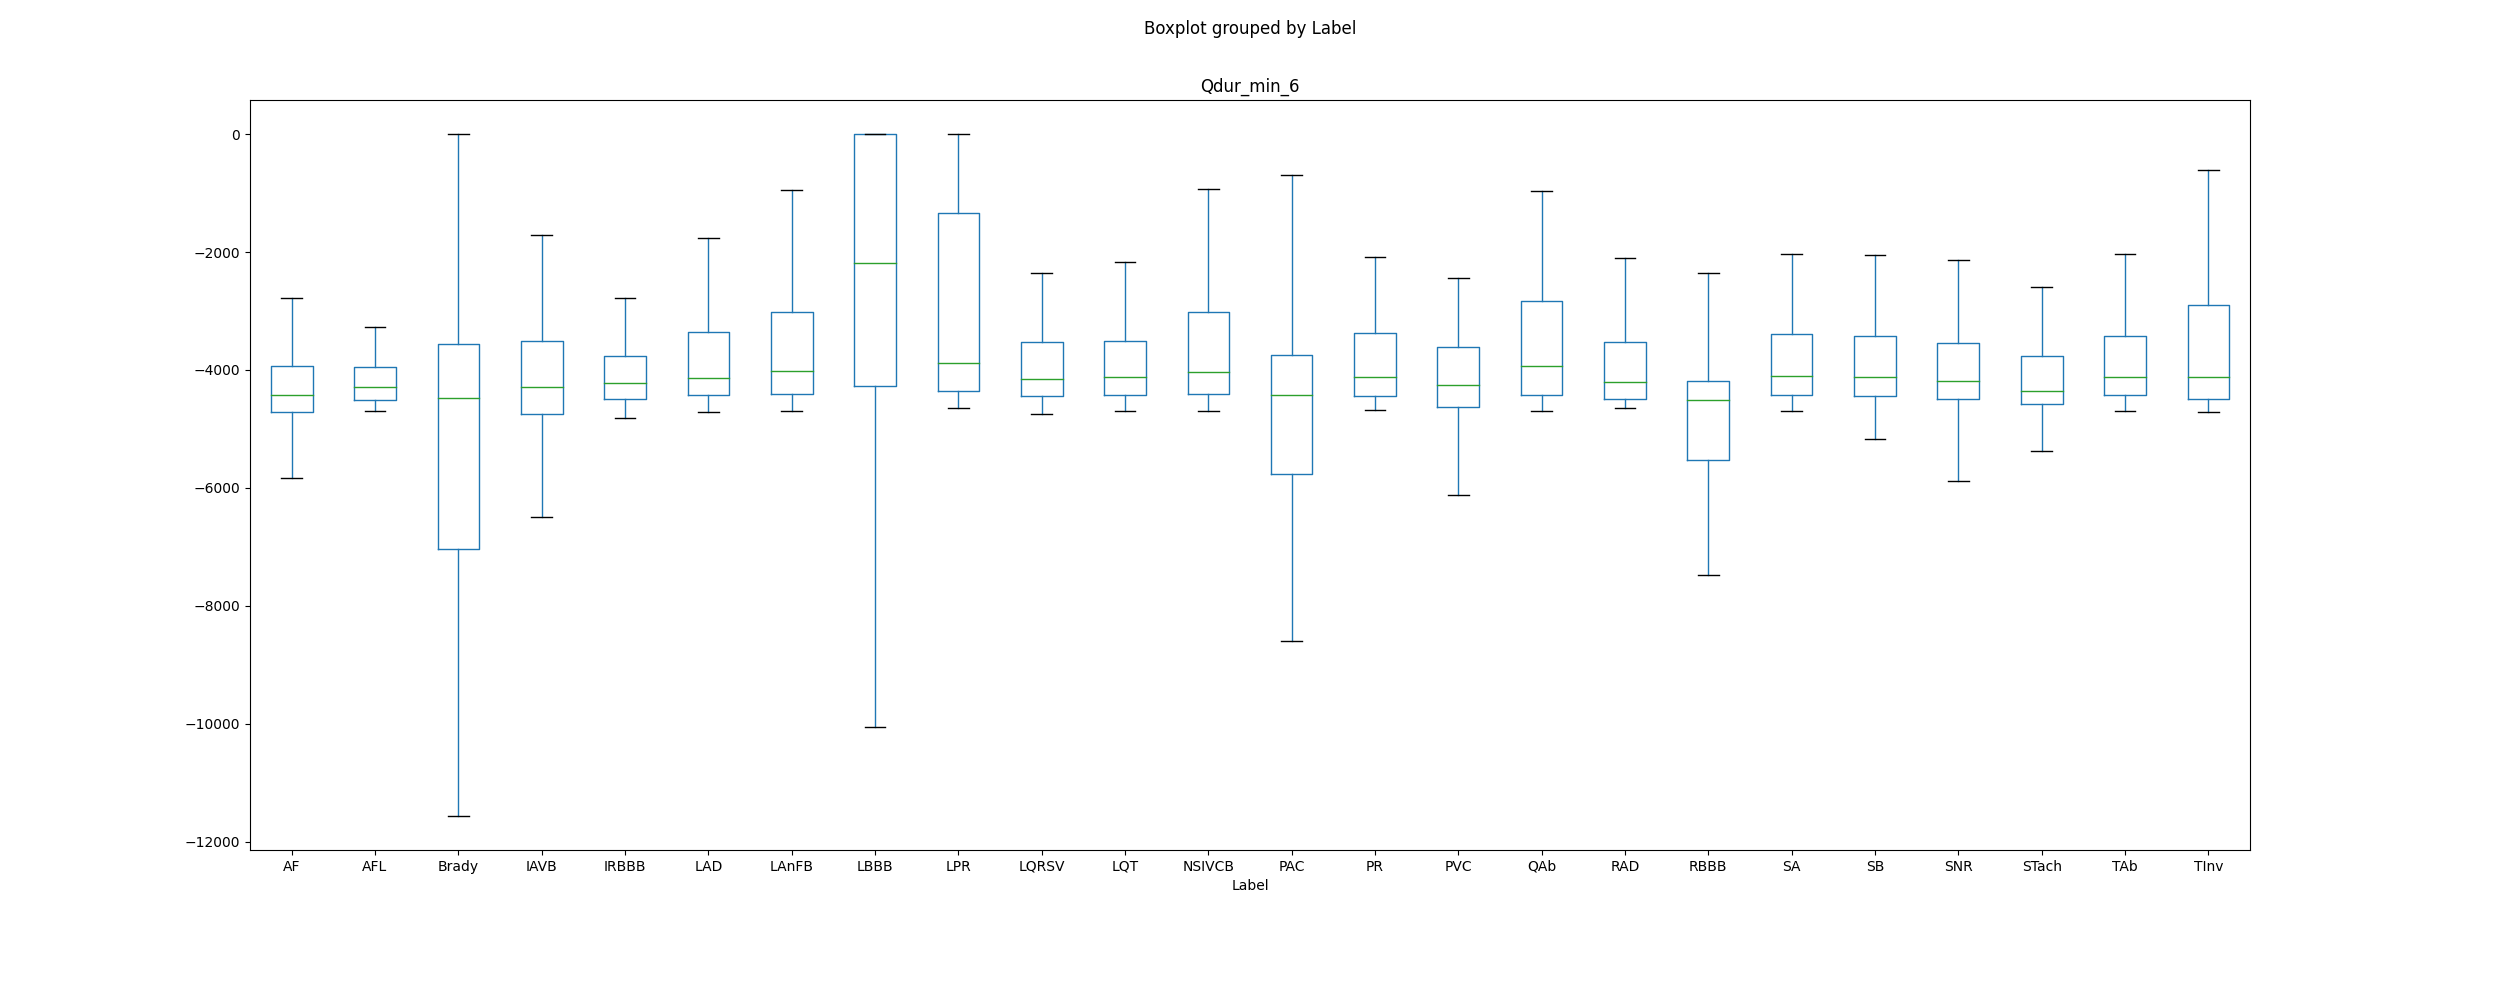 Boxplot grouped by Label
Qdur_min_6
0
−2000
−4000
−6000
−8000
−10000
−12000
AF AFL Brady IAVB IRBBB LAD LAnFB LBBB LPR LQRSV LQT NSIVCB PAC PR PVC QAb RAD RBBB SA SB SNR STach TAb TInv
Label